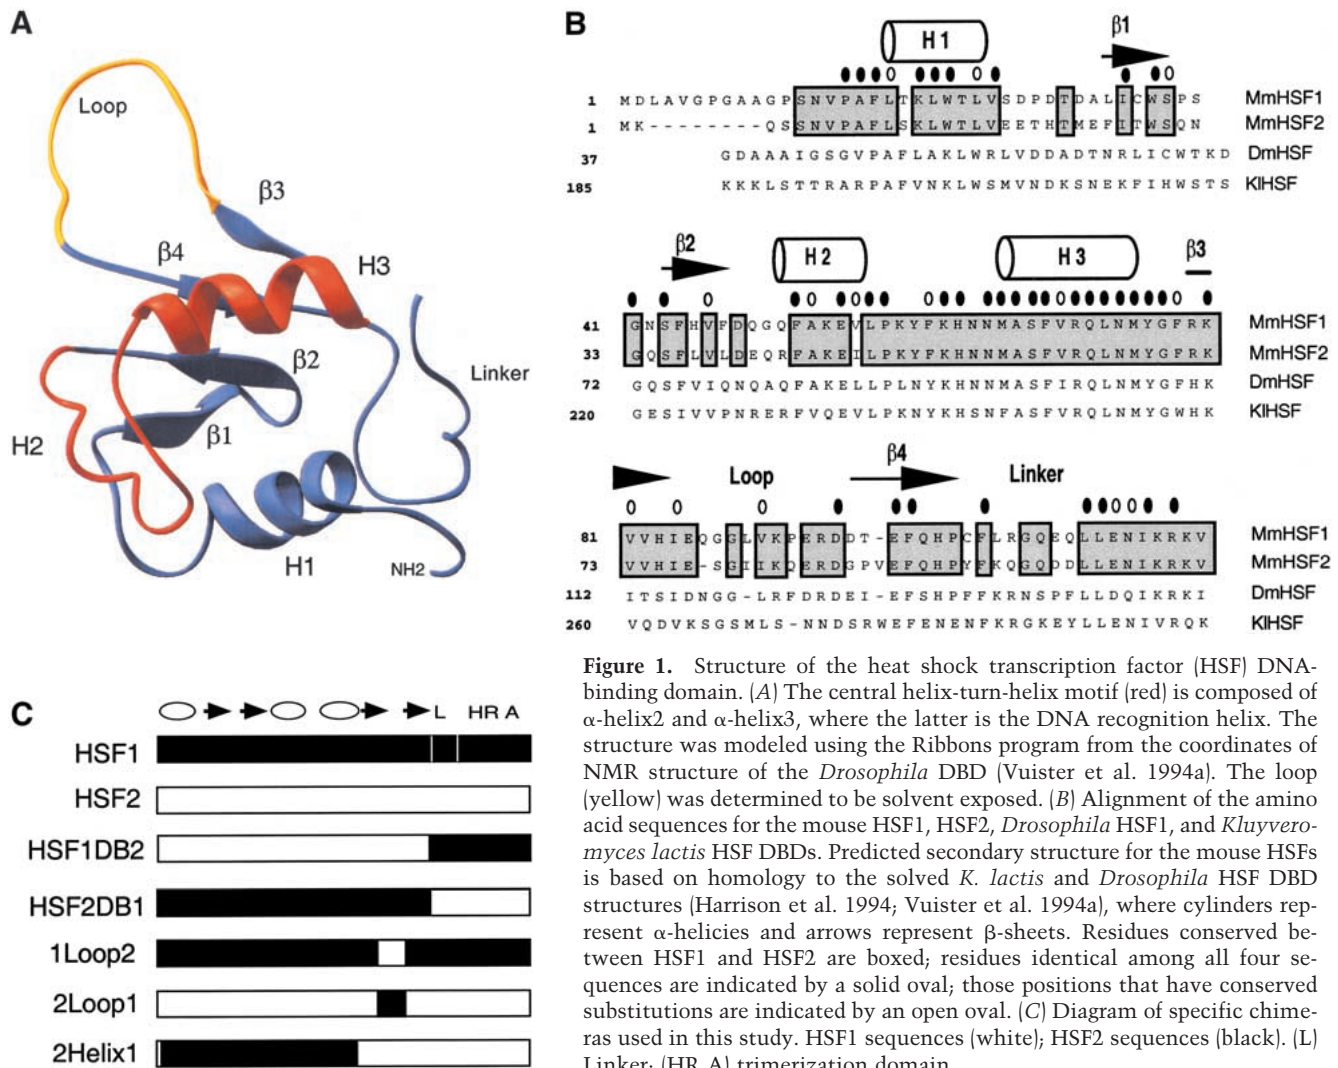 A
Loop
β3
β4
H3
β2
Linker
β1
H2
H1
NH2
B
H 1
β1
1 MDLAVGPGAAGPSNVPAFLTKLWTLVSDPDTDALICWSPS MmHSF1
1 MK--------QSSNVPAFLSKLWTLVEETHTMEFITWSQN MmHSF2
37 GDAAAIGSGVPAFLAKLWRLVDDADTNRLICWTKD DmHSF
185 KKKLSTTRARPAFVNKLWSMVNDKSNEKFIHWSTS KlHSF
β2
H 2
H 3
β3
41 GNSFHVFDQGQFAKEVLPKYFKHNNMASFVRQLNMYGFRK MmHSF1
33 GQSFLVLDEQRFAKEILPKYFKHNNMASFVRQLNMYGFRK MmHSF2
72 GQSFVIQNQAQFAKELLPLNYKHNNMASFIRQLNMYGFHK DmHSF
220 GESIVVPNRERFVQEVLPKNYKHSNFASFVRQLNMYGWHK KlHSF
Loop
β4
Linker
81 VVHIEQGGLVKPERDDT-EFQHPCFLRGQEQLLENIKRKV MmHSF1
73 VVHIE-SGIIKQERDGPVEFQHPYFKQGQDDLLENIKRKV MmHSF2
112 ITSIDNGG-LRFDRDEI-EFSHPFFKRNSPFLLDQIKRKI DmHSF
260 VQDVKSGSMLS-NNDSRWEFENENFKRGKEYLLENIVRQK KlHSF
C
L HR A
HSF1
HSF2
HSF1DB2
HSF2DB1
1Loop2
2Loop1
2Helix1
Figure 1. Structure of the heat shock transcription factor (HSF) DNA-
binding domain. (A) The central helix-turn-helix motif (red) is composed of
α-helix2 and α-helix3, where the latter is the DNA recognition helix. The
structure was modeled using the Ribbons program from the coordinates of
NMR structure of the Drosophila DBD (Vuister et al. 1994a). The loop
(yellow) was determined to be solvent exposed. (B) Alignment of the amino
acid sequences for the mouse HSF1, HSF2, Drosophila HSF1, and Kluyvero-
myces lactis HSF DBDs. Predicted secondary structure for the mouse HSFs
is based on homology to the solved K. lactis and Drosophila HSF DBD
structures (Harrison et al. 1994; Vuister et al. 1994a), where cylinders rep-
resent α-helicies and arrows represent β-sheets. Residues conserved be-
tween HSF1 and HSF2 are boxed; residues identical among all four se-
quences are indicated by a solid oval; those positions that have conserved
substitutions are indicated by an open oval. (C) Diagram of specific chime-
ras used in this study. HSF1 sequences (white); HSF2 sequences (black). (L)
Linker; (HR A) trimerization domain.